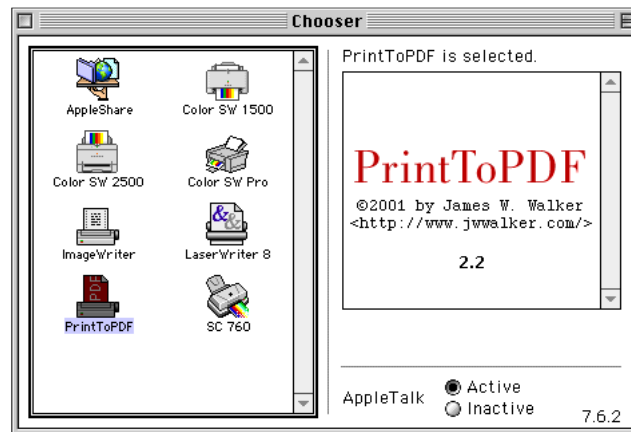 Chooser
AppleShare
Color SW 1500
Color SW 2500
Color SW Pro
ImageWriter
LaserWriter 8
PDF
PrintToPDF
SC 760
PrintToPDF is selected.
PrintToPDF
©2001 by James W. Walker
<http://www.jwwalker.com/>
2.2
AppleTalk
Active
Inactive
7.6.2